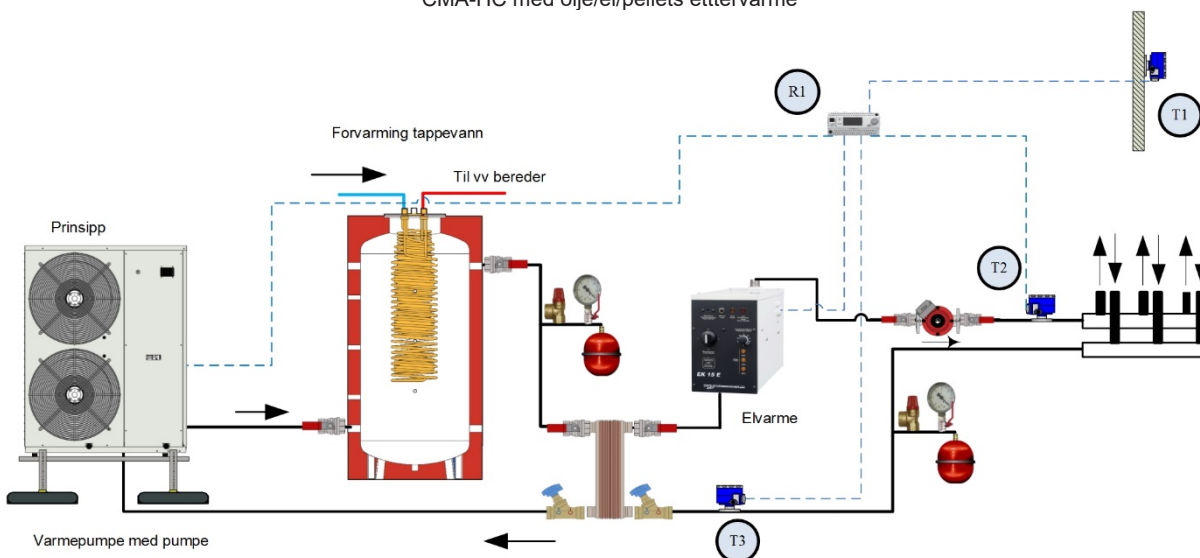 CMA-HC med olje/el/pellets etttervarme
R1
T1
Forvarming tappevann
Til vv bereder
Prinsipp
T2
EK 15 E
Elvarme
T3
Varmepumpe med pumpe